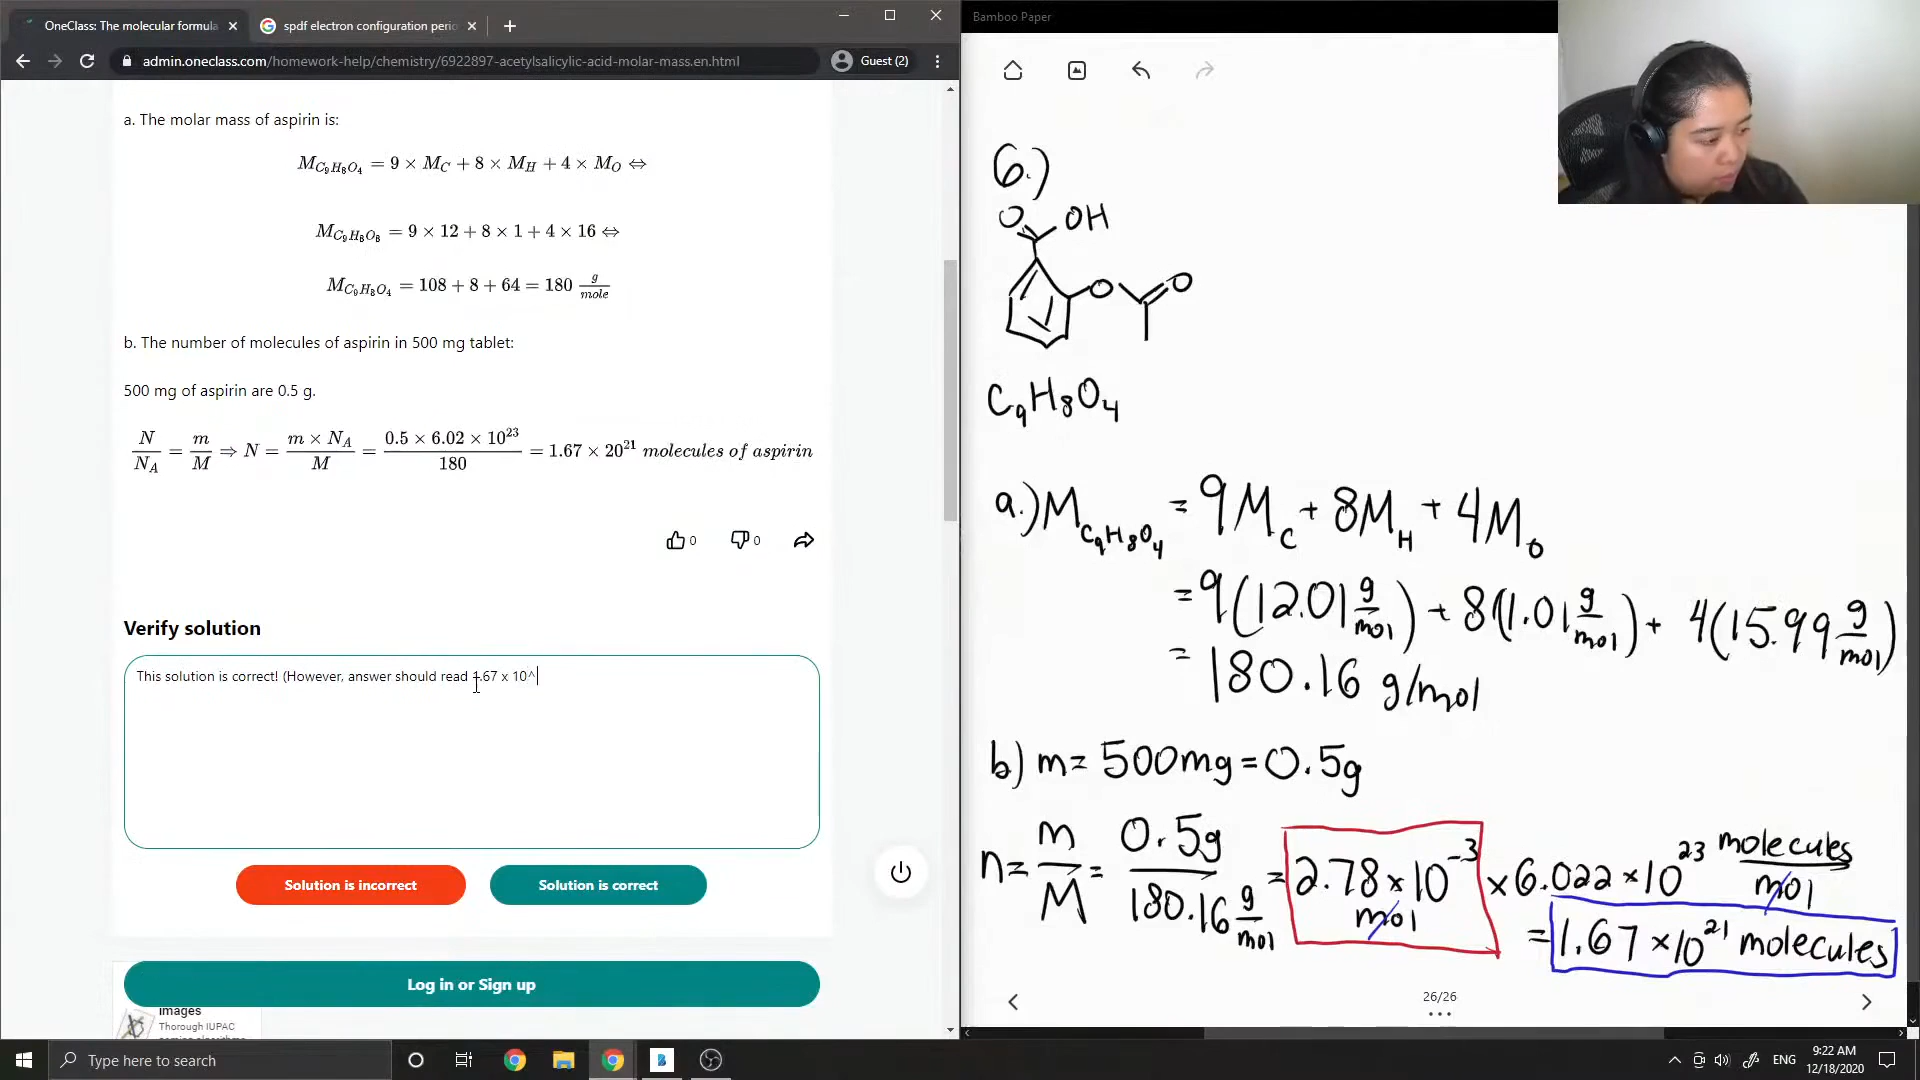 OneClass: The molecular formula
spdf electron configuration perio
admin.oneclass.com/homework-help/chemistry/6922897-acetylsalicylic-acid-molar-mass.en.html
Guest (2)
a. The molar mass of aspirin is:
M_{C_9H_8O_4} = 9 × M_C + 8 × M_H + 4 × M_O ⇔
M_{C_9H_8O_8} = 9 × 12 + 8 × 1 + 4 × 16 ⇔
M_{C_9H_8O_4} = 108 + 8 + 64 = 180 g/mole
b. The number of molecules of aspirin in 500 mg tablet:
500 mg of aspirin are 0.5 g.
N/N_A = m/M ⇒ N = m × N_A / M = 0.5 × 6.02 × 10^23 / 180 = 1.67 × 20^21 molecules of aspirin
0
0
Verify solution
This solution is correct! (However, answer should read 1.67 x 10^
Solution is incorrect
Solution is correct
Log in or Sign up
images
Thorough IUPAC
Bamboo Paper
6.)
O OH
O O
C9H8O4
a.) M_{C9H8O4} = 9M_C + 8M_H + 4M_O
= 9(12.01 g/mol) + 8(1.01 g/mol) + 4(15.99 g/mol)
= 180.16 g/mol
b) m = 500mg = 0.5g
n = m/M = 0.5g / 180.16 g/mol = 2.78 × 10^-3 mol × 6.022 × 10^23 molecules/mol
= 1.67 × 10^21 molecules
26/26
Type here to search
ENG
9:22 AM
12/18/2020